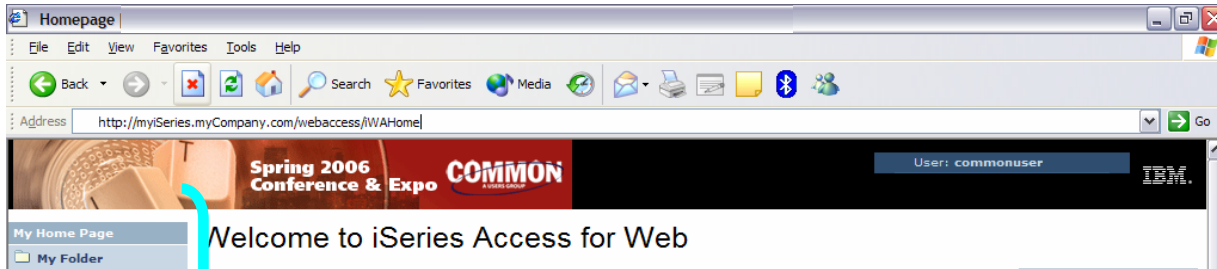 Homepage
File Edit View Favorites Tools Help
Back Search Favorites Media
Address http://myiSeries.myCompany.com/webaccess/iWAHome Go
T
Spring 2006
Conference & Expo
COMMON
A USERS GROUP
User: commonuser
IBM.
My Home Page
Welcome to iSeries Access for Web
My Folder